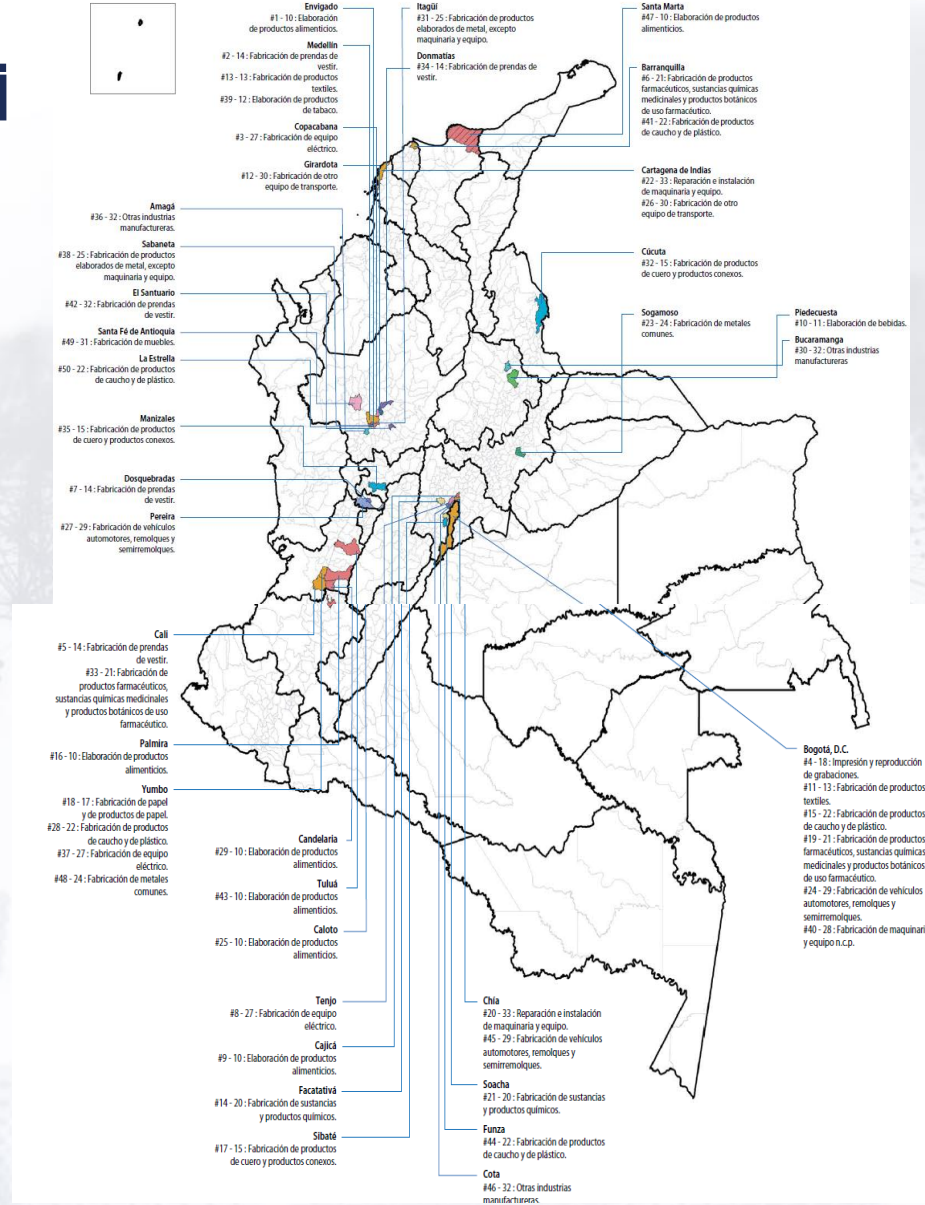 Envigado
#1 - 10 : Elaboración
de productos alimenticios.
Medellín
#2 - 14 : Fabricación de prendas de
vestir.
#13 - 13 : Fabricación de productos
textiles.
#39 - 12 : Elaboración de productos
de tabaco.
Copacabana
#3 - 27 : Fabricación de equipo
eléctrico.
Girardota
#12 - 30 : Fabricación de otro
equipo de transporte.
Amagá
#36 - 32 : Otras industrias
manufactureras.
Sabaneta
#38 - 25 : Fabricación de productos
elaborados de metal, excepto
maquinaria y equipo.
El Santuario
#42 - 32 : Fabricación de prendas
de vestir.
Santa Fé de Antioquia
#49 - 31 : Fabricación de muebles.
La Estrella
#50 - 22 : Fabricación de productos
de caucho y de plástico.
Manizales
#35 - 15 : Fabricación de productos
de cuero y productos conexos.
Dosquebradas
#7 - 14 : Fabricación de prendas
de vestir.
Pereira
#27 - 29 : Fabricación de vehículos
automotores, remolques y
semirremolques.
Itagüí
#31 - 25 : Fabricación de productos
elaborados de metal, excepto
maquinaria y equipo.
Donmatías
#34 - 14 : Fabricación de prendas de
vestir.
Santa Marta
#47 - 10 : Elaboración de productos
alimenticios.
Barranquilla
#6 - 21 : Fabricación de productos
farmacéuticos, sustancias químicas
medicinales y productos botánicos
de uso farmacéutico.
#41 - 22 : Fabricación de productos
de caucho y de plástico.
Cartagena de Indias
#22 - 33 : Reparación e instalación
de maquinaria y equipo.
#26 - 30 : Fabricación de otro
equipo de transporte.
Cúcuta
#32 - 15 : Fabricación de productos
de cuero y productos conexos.
Sogamoso
#23 - 24 : Fabricación de metales
comunes.
Piedecuesta
#10 - 11 : Elaboración de bebidas.
Bucaramanga
#30 - 32 : Otras industrias
manufactureras
Cali
#5 - 14 : Fabricación de prendas
de vestir.
#33 - 21 : Fabricación de
productos farmacéuticos,
sustancias químicas medicinales
y productos botánicos de uso
farmacéutico.
Palmira
#16 - 10 : Elaboración de productos
alimenticios.
Yumbo
#18 - 17 : Fabricación de papel
y de productos de papel.
#28 - 22 : Fabricación de productos
de caucho y de plástico.
#37 - 27 : Fabricación de equipo
eléctrico.
#48 - 24 : Fabricación de metales
comunes.
Candelaria
#29 - 10 : Elaboración de productos
alimenticios.
Tuluá
#43 - 10 : Elaboración de productos
alimenticios.
Caloto
#25 - 10 : Elaboración de productos
alimenticios.
Tenjo
#8 - 27 : Fabricación de equipo
eléctrico.
Cajicá
#9 - 10 : Elaboración de productos
alimenticios.
Facatativá
#14 - 20 : Fabricación de sustancias
y productos químicos.
Sibaté
#17 - 15 : Fabricación de productos
de cuero y productos conexos.
Chía
#20 - 33 : Reparación e instalación
de maquinaria y equipo.
#45 - 29 : Fabricación de vehículos
automotores, remolques y
semirremolques.
Soacha
#21 - 20 : Fabricación de sustancias
y productos químicos.
Funza
#44 - 22 : Fabricación de productos
de caucho y de plástico.
Cota
#46 - 32 : Otras industrias
manufactureras.
Bogotá, D.C.
#4 - 18 : Impresión y reproducción
de grabaciones.
#11 - 13 : Fabricación de productos
textiles.
#15 - 22 : Fabricación de productos
de caucho y de plástico.
#19 - 21 : Fabricación de productos
farmacéuticos, sustancias químicas
medicinales y productos botánicos
de uso farmacéutico.
#24 - 29 : Fabricación de vehículos
automotores, remolques y
semirremolques.
#40 - 28 : Fabricación de maquinari
y equipo n.c.p.